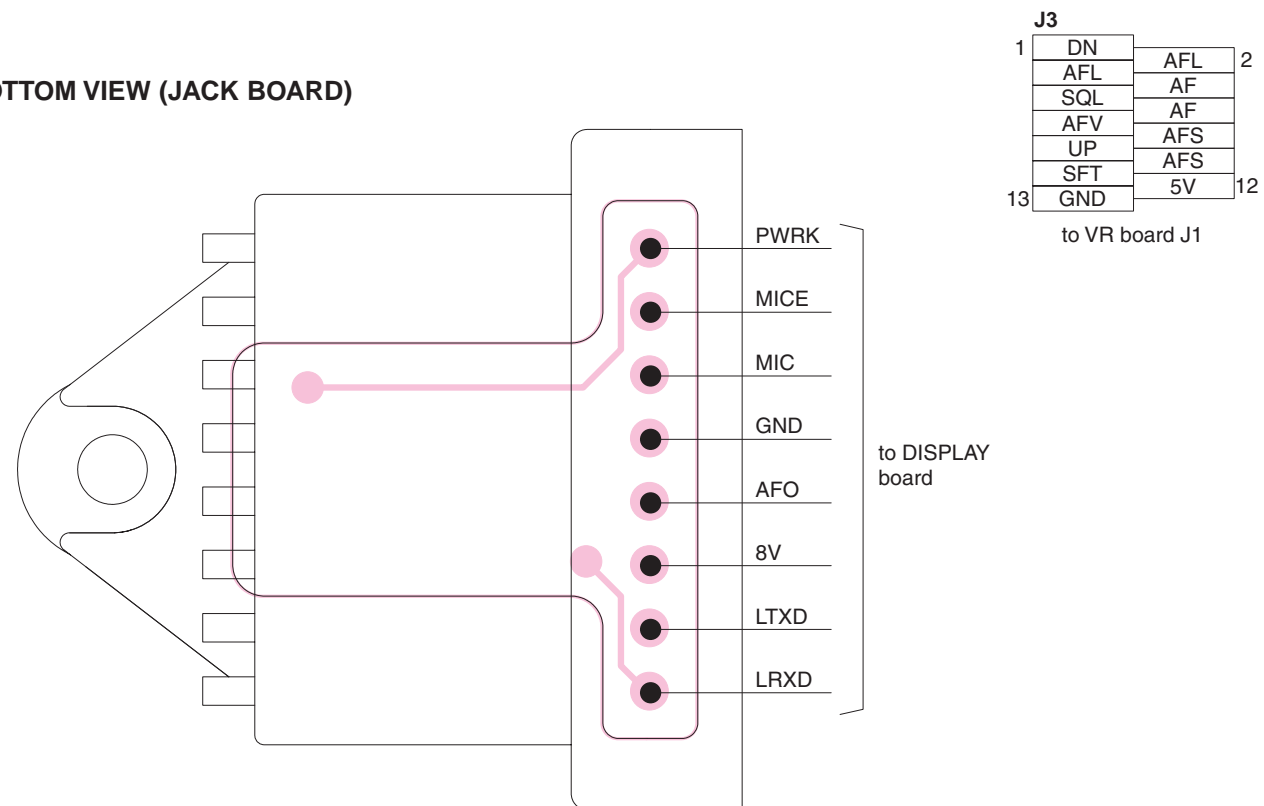 J3
1 DN
AFL 2
AFL
AF
SQL
AF
AFV
AFS
UP
AFS
SFT
5V 12
13 GND
to VR board J1
OTTOM VIEW (JACK BOARD)
PWRK
MICE
MIC
GND
AFO
8V
LTXD
LRXD
to DISPLAY
board